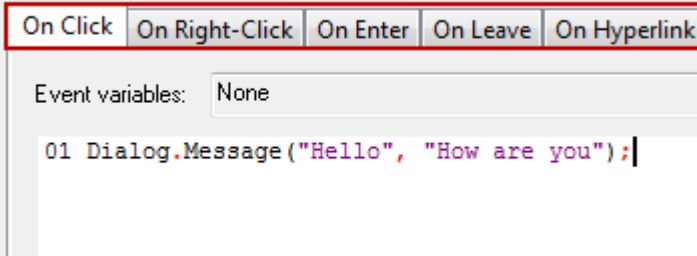 On Click On Right-Click On Enter On Leave On Hyperlink
Event variables: None
01 Dialog.Message("Hello", "How are you");